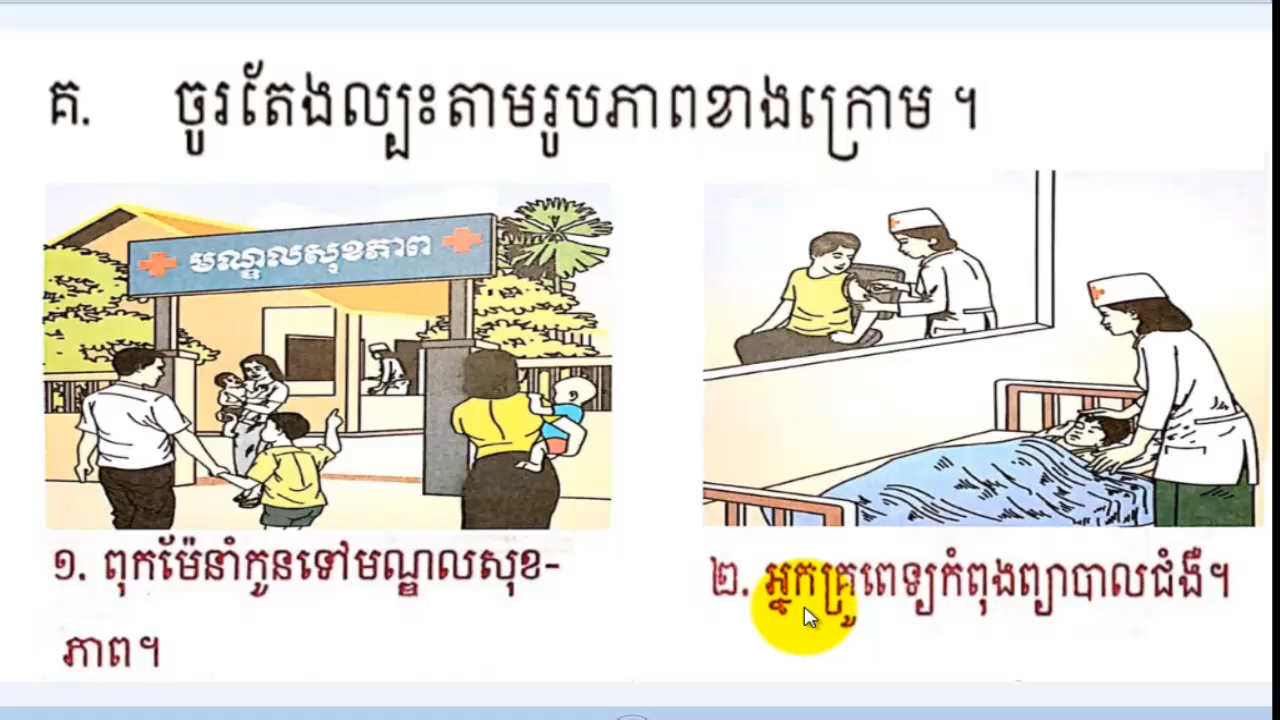 គ. ចូរតែងល្បះតាមរូបភាពខាងក្រោម ។
មណ្ឌលសុខភាព
១. ពុកម៉ែនាំកូនទៅមណ្ឌលសុខ-
ភាព។
២. អ្នកគ្រូពេទ្យកំពុងព្យាបាលជំងឺ។